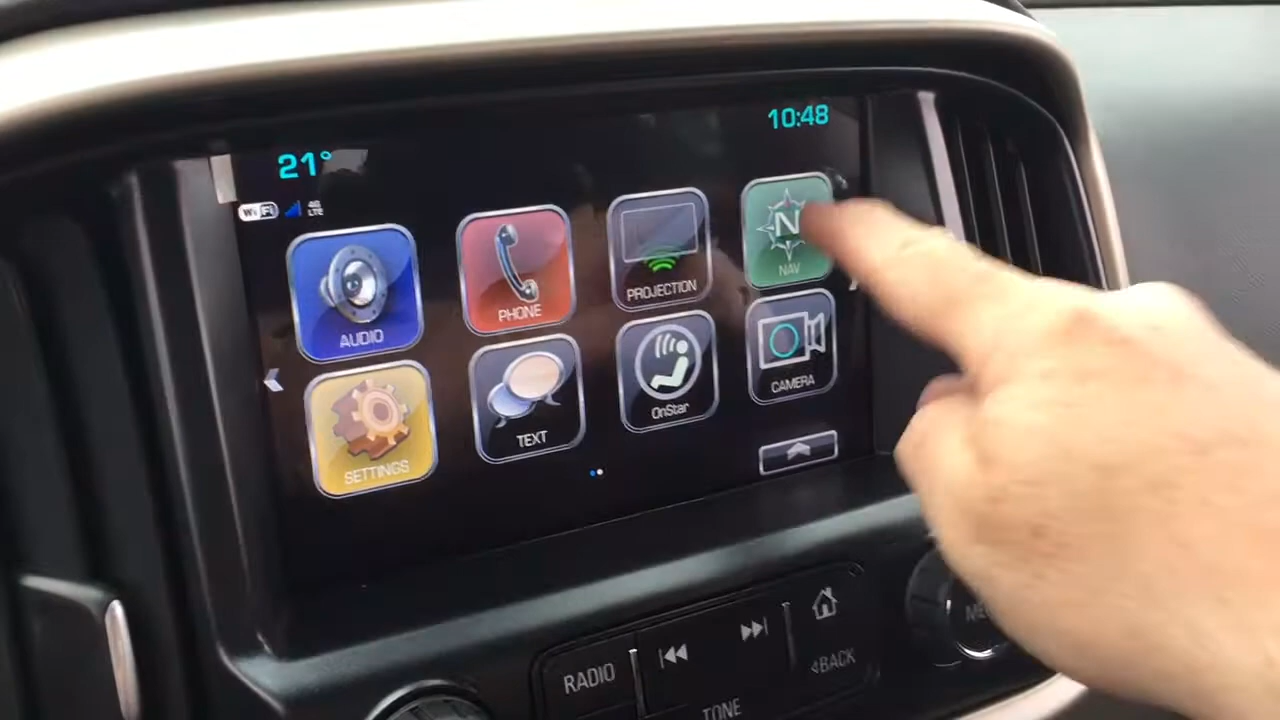 21°
10:48
WiFi
4G
LTE
AUDIO
PHONE
PROJECTION
N
NAV
SETTINGS
TEXT
OnStar
CAMERA
RADIO
BACK
TONE